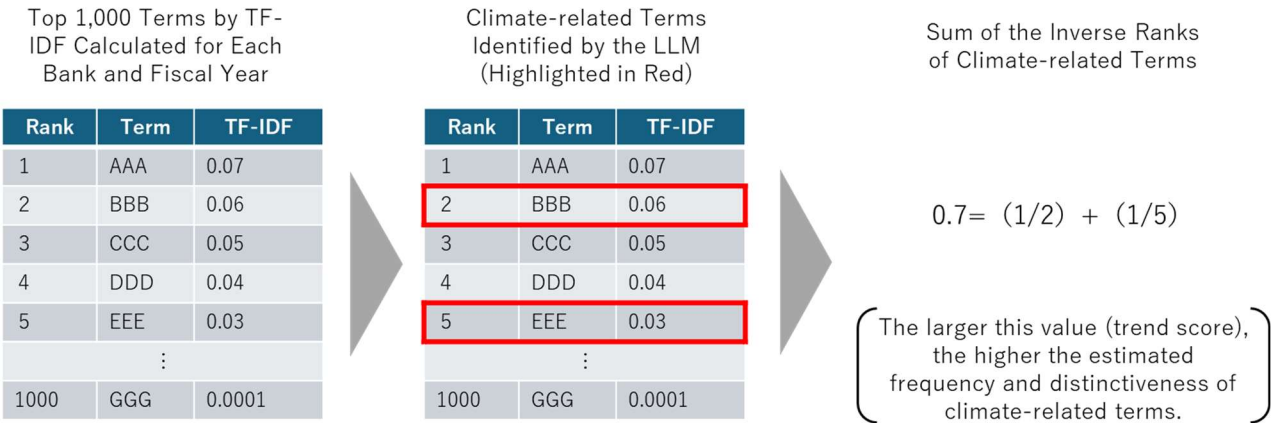 Top 1,000 Terms by TF-
IDF Calculated for Each
Bank and Fiscal Year
Rank Term TF-IDF
1 AAA 0.07
2 BBB 0.06
3 CCC 0.05
4 DDD 0.04
5 EEE 0.03
⋮
1000 GGG 0.0001
Climate-related Terms
Identified by the LLM
(Highlighted in Red)
Rank Term TF-IDF
1 AAA 0.07
2 BBB 0.06
3 CCC 0.05
4 DDD 0.04
5 EEE 0.03
⋮
1000 GGG 0.0001
Sum of the Inverse Ranks
of Climate-related Terms
0.7= (1/2) + (1/5)
The larger this value (trend score),
the higher the estimated
frequency and distinctiveness of
climate-related terms.